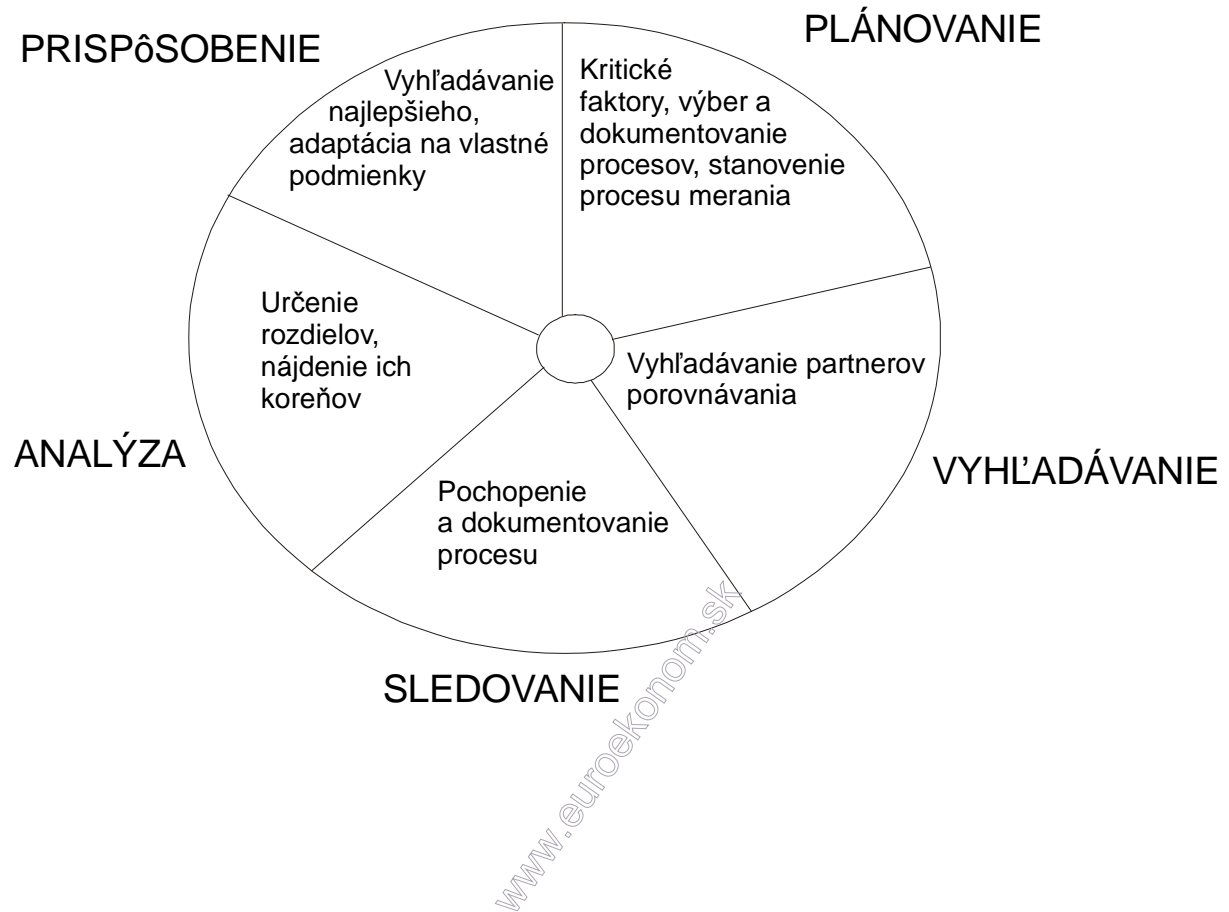 PRISPôSOBENIE
PLÁNOVANIE
Vyhľadávanie
najlepšieho,
adaptácia na vlastné
podmienky
Kritické
faktory, výber a
dokumentovanie
procesov, stanovenie
procesu merania
Určenie
rozdielov,
nájdenie ich
koreňov
Vyhľadávanie partnerov
porovnávania
ANALÝZA
VYHĽADÁVANIE
Pochopenie
a dokumentovanie
procesu
SLEDOVANIE
www.euroekonom.sk